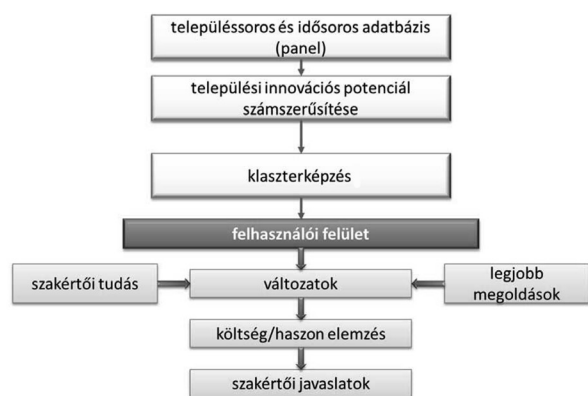 településsoros és idősoros adatbázis
(panel)
települési innovációs potenciál
számszerűsítése
klaszterképzés
felhasználói felület
szakértői tudás
változatok
legjobb
megoldások
költség/haszon elemzés
szakértői javaslatok